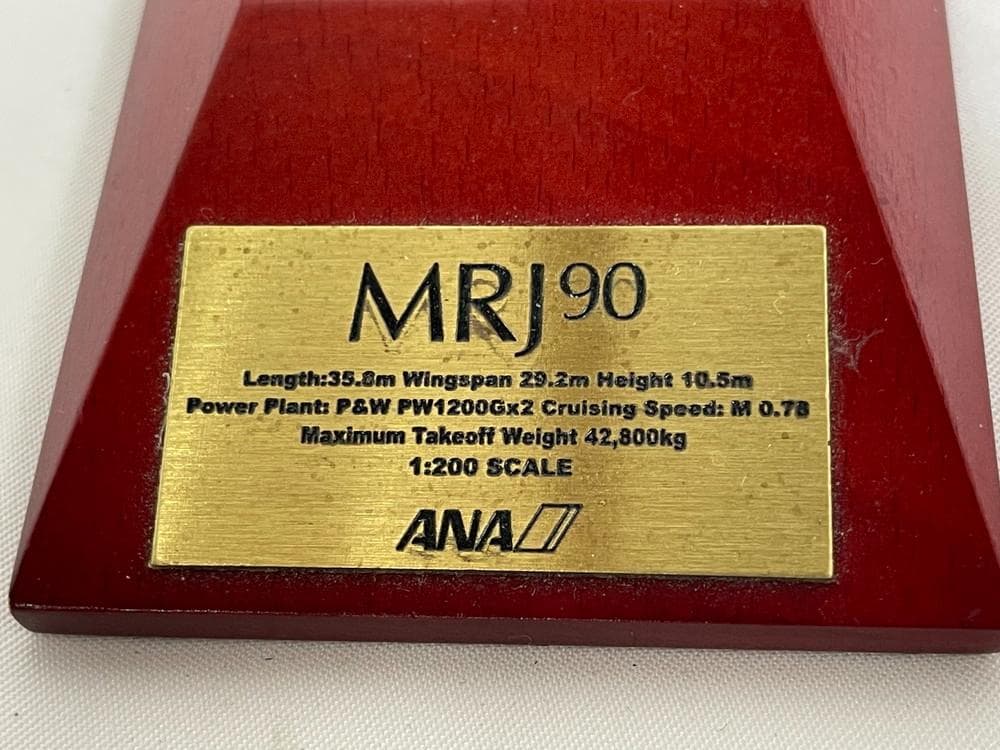 MRJ90
Length:35.8m Wingspan 29.2m Height 10.5m
Power Plant: P&W PW1200Gx2 Cruising Speed: M 0.78
Maximum Takeoff Weight 42,800kg
1:200 SCALE
ANA